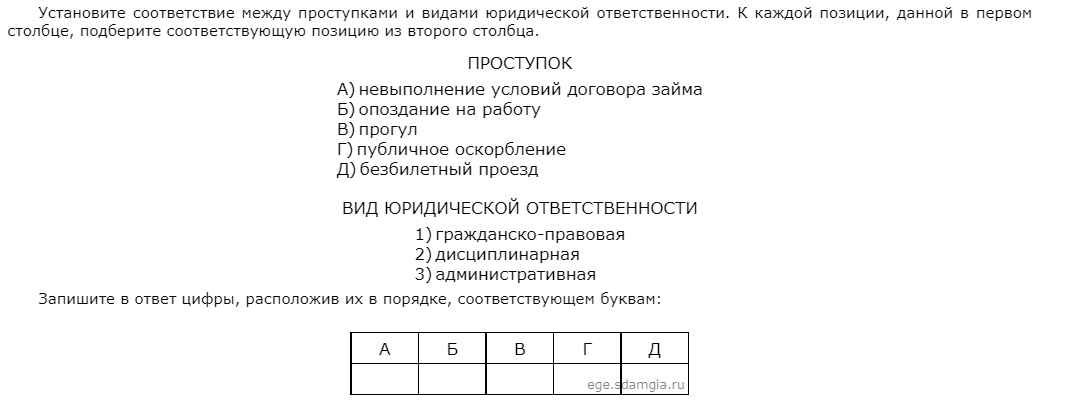 Установите соответствие между проступками и видами юридической ответственности. К каждой позиции, данной в первом
столбце, подберите соответствующую позицию из второго столбца.
ПРОСТУПОК
А) невыполнение условий договора займа
Б) опоздание на работу
В) прогул
Г) публичное оскорбление
Д) безбилетный проезд
ВИД ЮРИДИЧЕСКОЙ ОТВЕТСТВЕННОСТИ
1) гражданско-правовая
2) дисциплинарная
3) административная
Запишите в ответ цифры, расположив их в порядке, соответствующем буквам:
А Б В Г Д
ege.sdamgia.ru